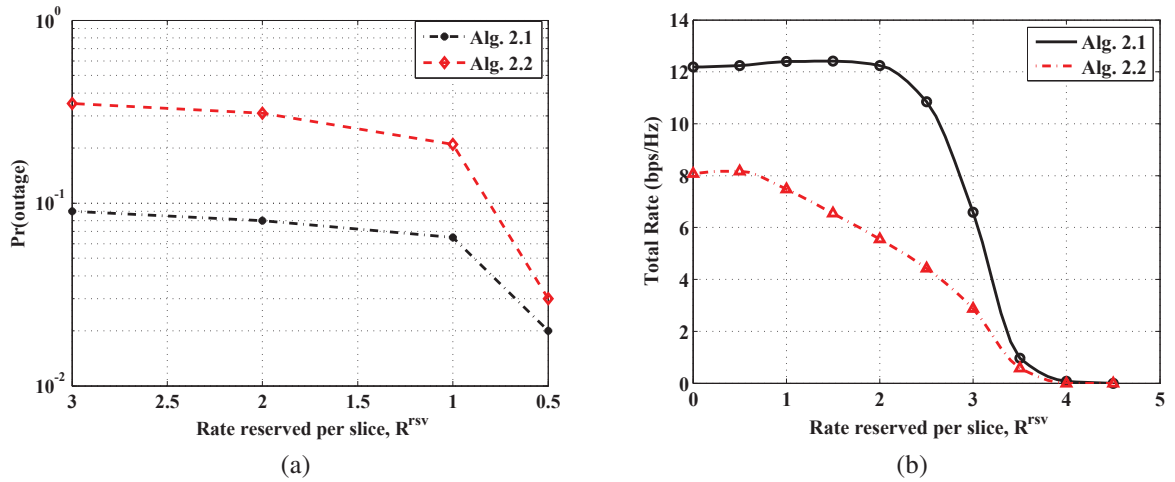 10^0
10^-1
10^-2
Pr(outage)
Alg. 2.1
Alg. 2.2
3 2.5 2 1.5 1 0.5
Rate reserved per slice, R^rsv
(a)
14
12
10
8
6
4
2
0
Total Rate (bps/Hz)
Alg. 2.1
Alg. 2.2
0 1 2 3 4 5
Rate reserved per slice, R^rsv
(b)